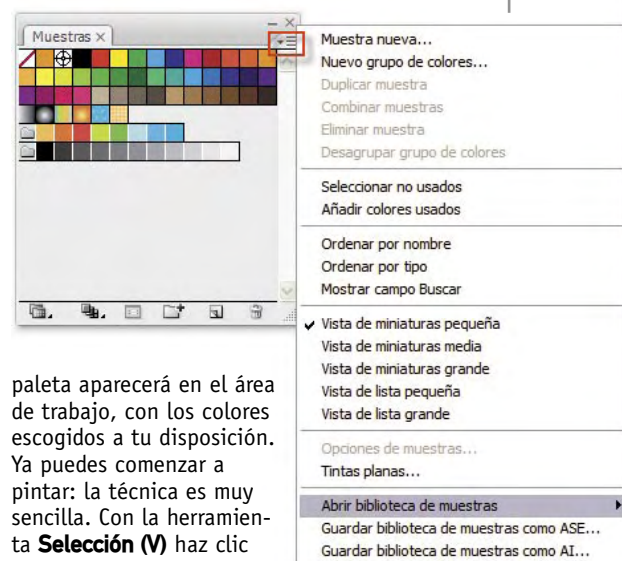 Muestras ×
Muestra nueva...
Nuevo grupo de colores...
Duplicar muestra
Combinar muestras
Eliminar muestra
Desagrupar grupo de colores
Seleccionar no usados
Añadir colores usados
Ordenar por nombre
Ordenar por tipo
Mostrar campo Buscar
Vista de miniaturas pequeña
Vista de miniaturas media
Vista de miniaturas grande
Vista de lista pequeña
Vista de lista grande
Opciones de muestras...
Tintas planas...
Abrir biblioteca de muestras
Guardar biblioteca de muestras como ASE...
Guardar biblioteca de muestras como AI...
paleta aparecerá en el área
de trabajo, con los colores
escogidos a tu disposición.
Ya puedes comenzar a
pintar: la técnica es muy
sencilla. Con la herramien-
ta Selección (V) haz clic